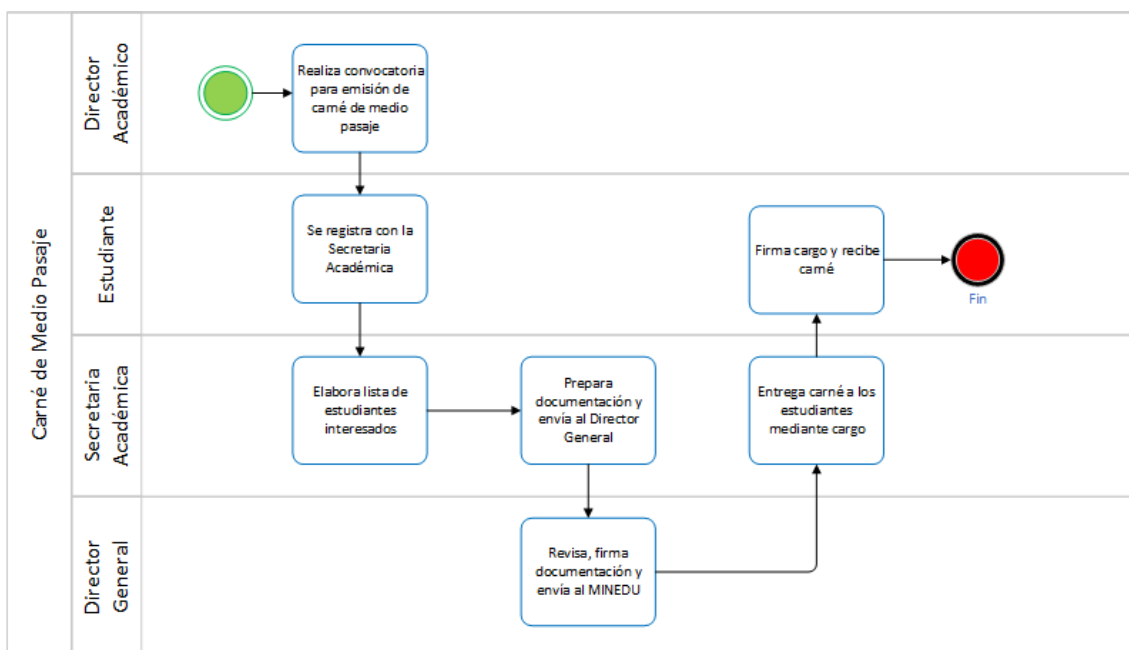 Carné de Medio Pasaje
Director
Académico
Realiza convocatoria
para emisión de
carné de medio
pasaje
Estudiante
Se registra con la
Secretaria
Académica
Firma cargo y recibe
carné
Fin
Secretaria
Académica
Elabora lista de
estudiantes
interesados
Prepara
documentación y
envía al Director
General
Entrega carné a los
estudiantes
mediante cargo
Director
General
Revisa, firma
documentación y
envía al MINEDU